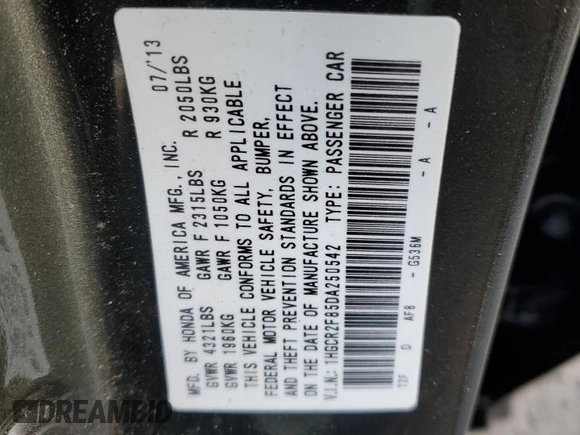 MFD. BY HONDA OF AMERICA MFG., INC. 07/'13
GVWR 4321LBS GAWR F 2315LBS R 2050LBS
GVWR 1960KG GAWR F 1050KG R 930KG
THIS VEHICLE CONFORMS TO ALL APPLICABLE
FEDERAL MOTOR VEHICLE SAFETY, BUMPER,
AND THEFT PREVENTION STANDARDS IN EFFECT
ON THE DATE OF MANUFACTURE SHOWN ABOVE.
V.I.N.: 1HGCR2F85DA250542 TYPE: PASSENGER CAR
T2F D AF8 - G536M - A - A
DREAMBID